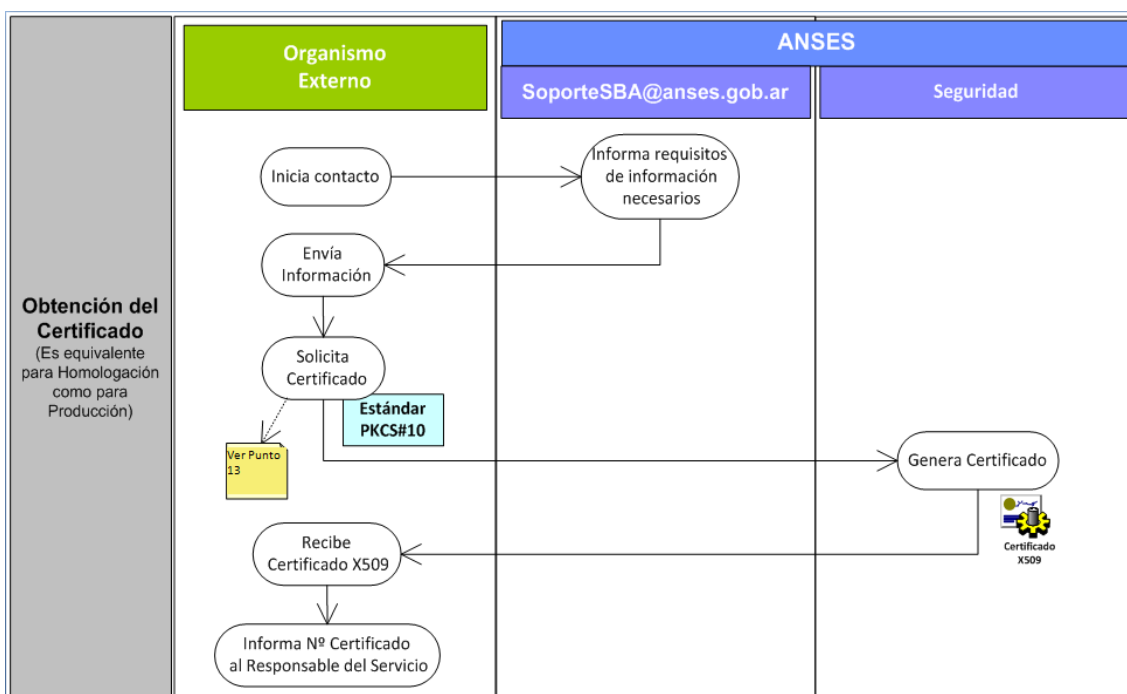 Organismo
Externo
ANSES
SoporteSBA@anses.gob.ar
Seguridad
Obtención del
Certificado
(Es equivalente
para Homologación
como para
Producción)
Inicia contacto
Informa requisitos
de información
necesarios
Envía
Información
Solicita
Certificado
Estándar
PKCS#10
Ver Punto
13
Genera Certificado
Certificado
X509
Recibe
Certificado X509
Informa Nº Certificado
al Responsable del Servicio